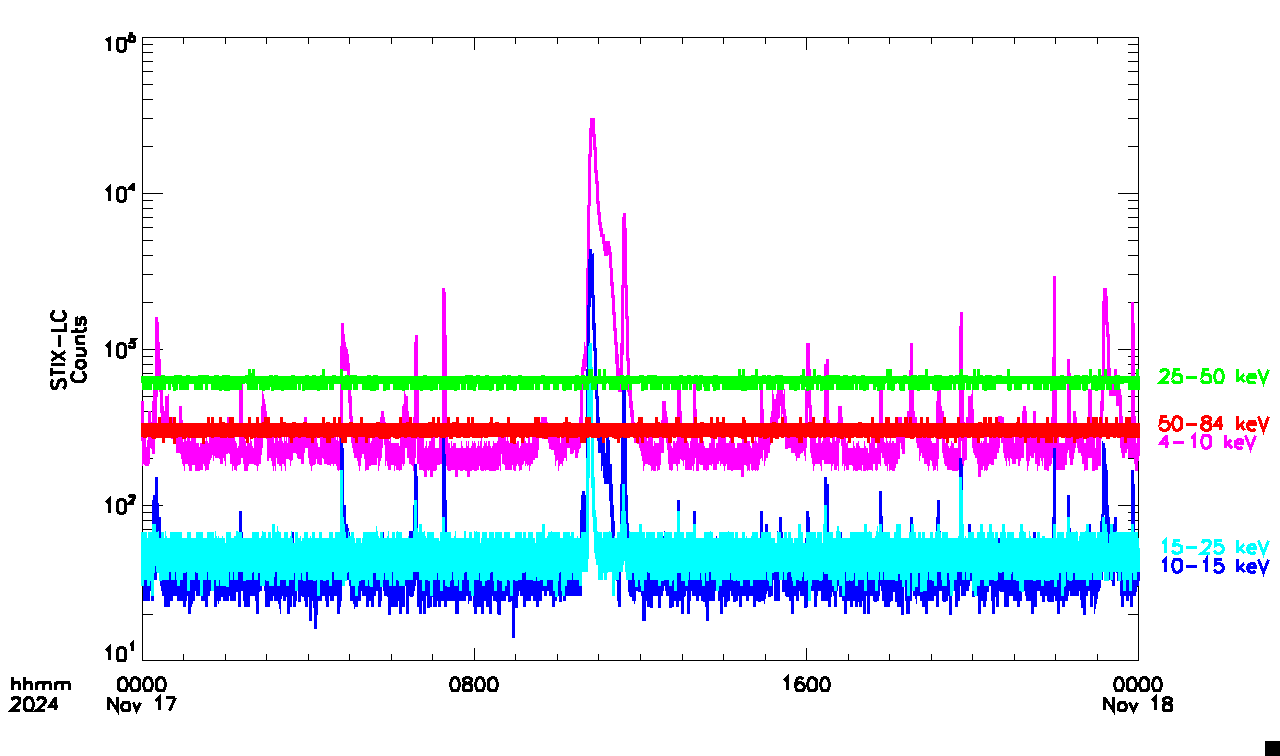 10^6
10^4
10^3
10^2
10^1
STIX-LC
Counts
25-50 keV
50-84 keV
4-10 keV
15-25 keV
10-15 keV
hhmm 0000 0800 1600 0000
2024 Nov 17 Nov 18